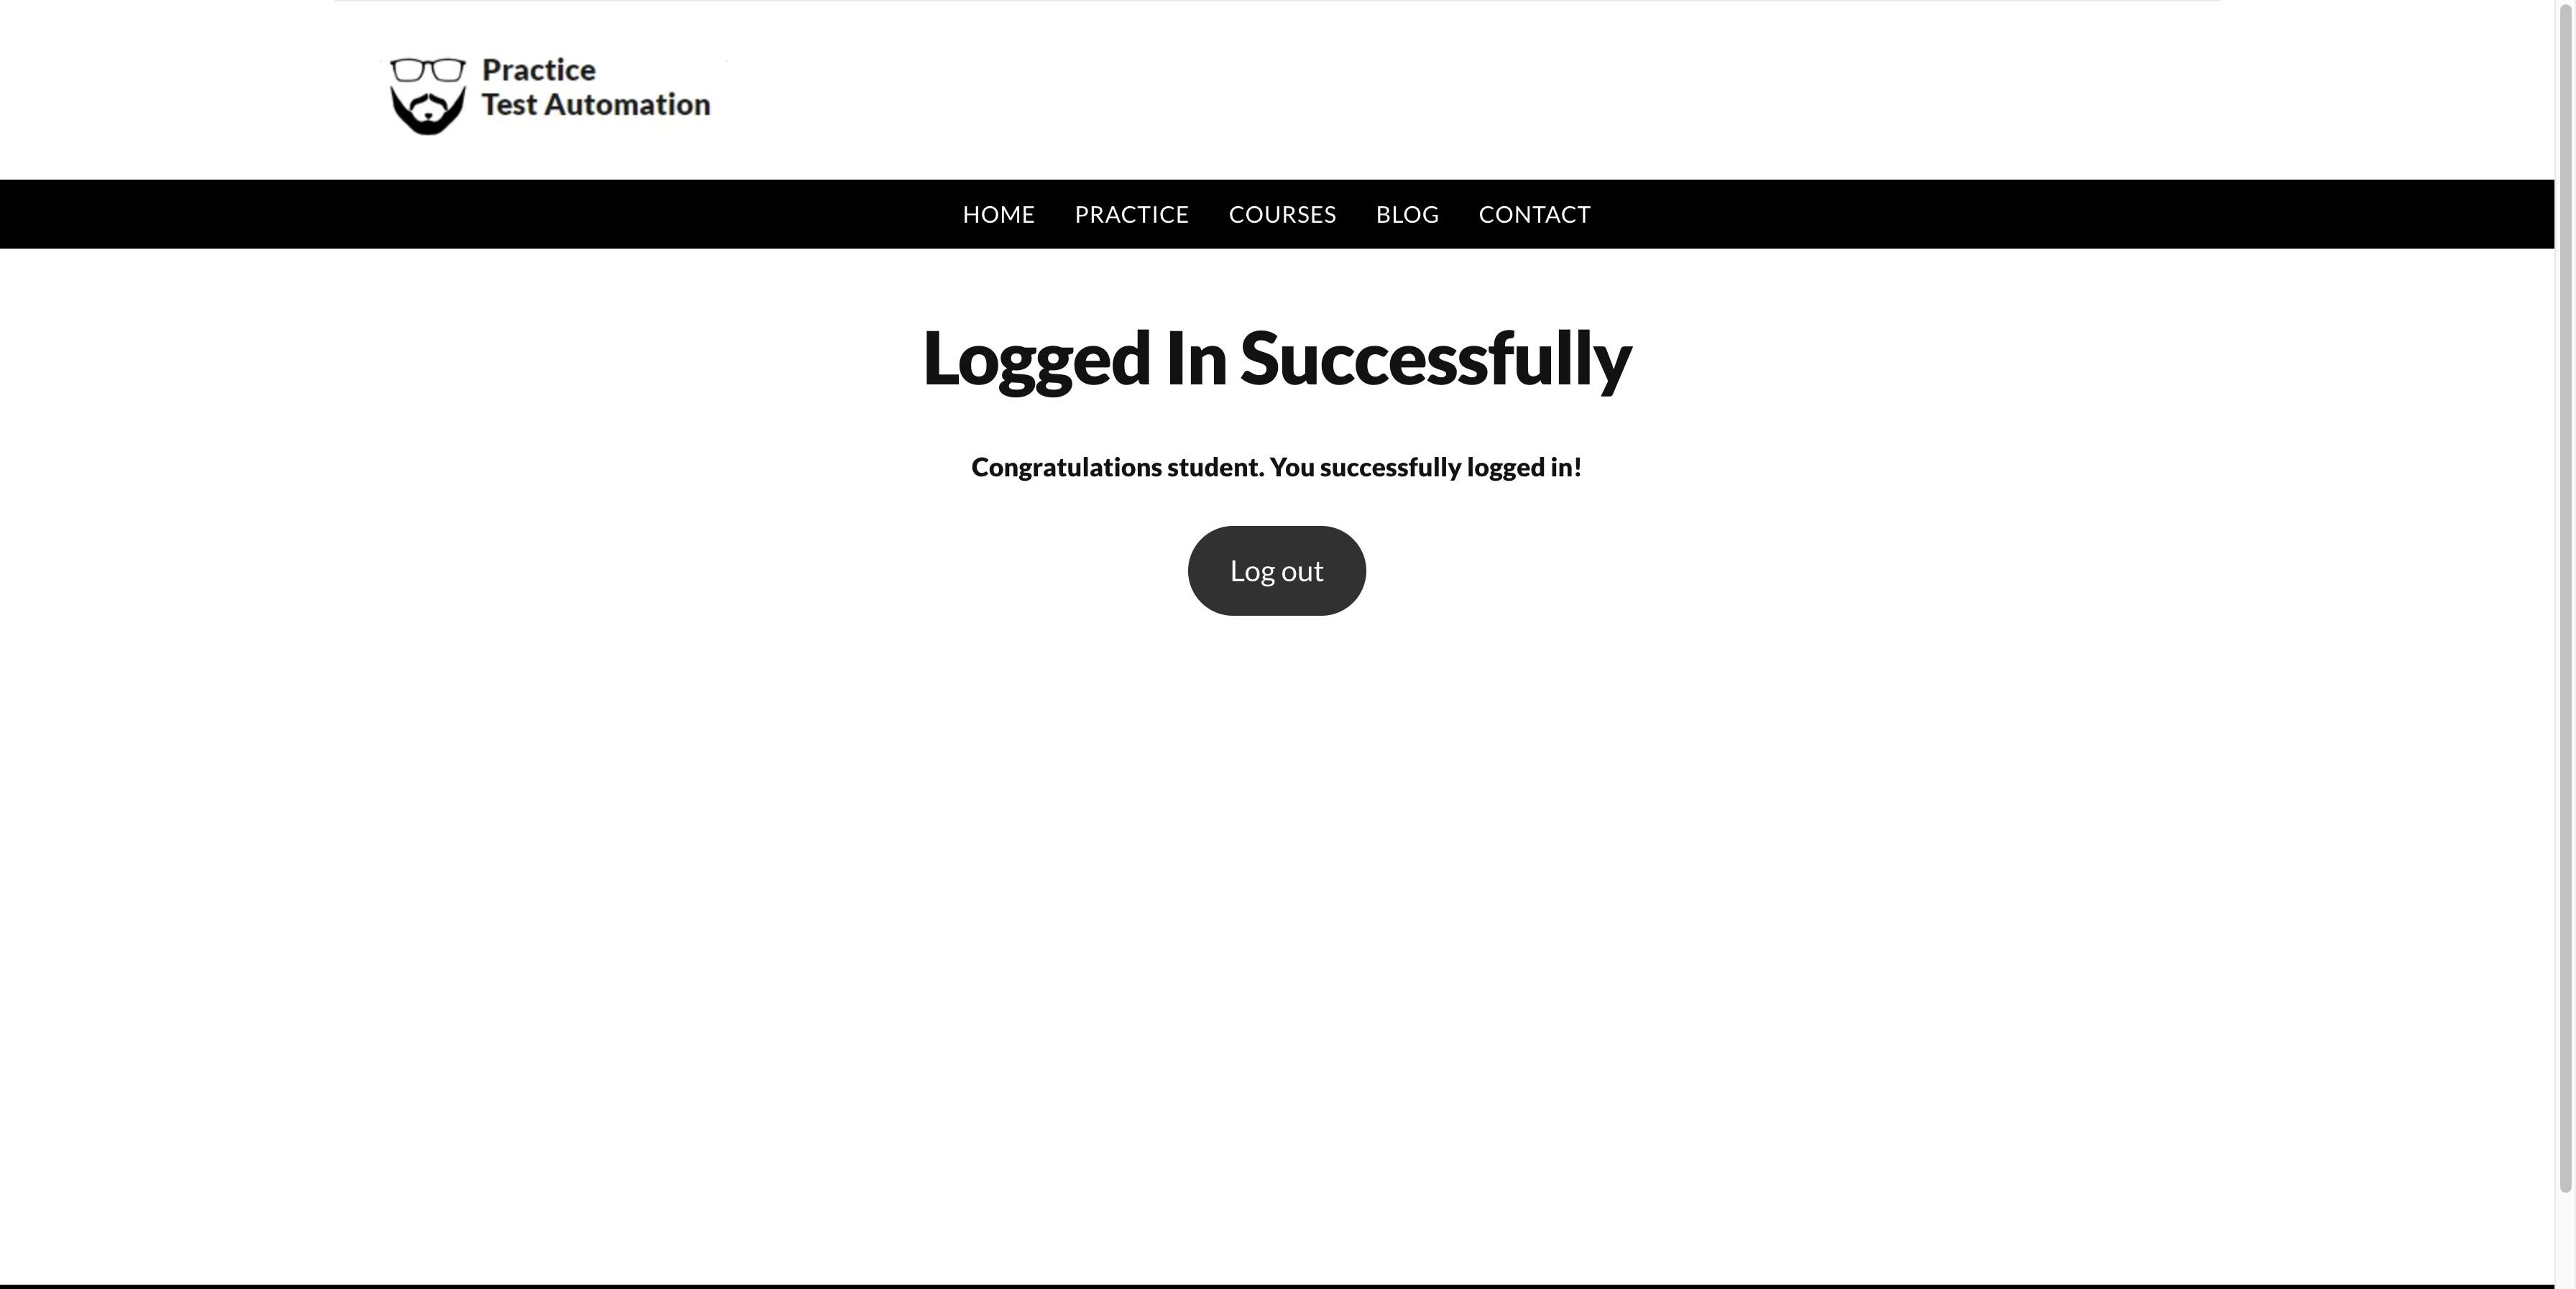 Practice
Test Automation
HOME PRACTICE COURSES BLOG CONTACT
Logged In Successfully
Congratulations student. You successfully logged in!
Log out